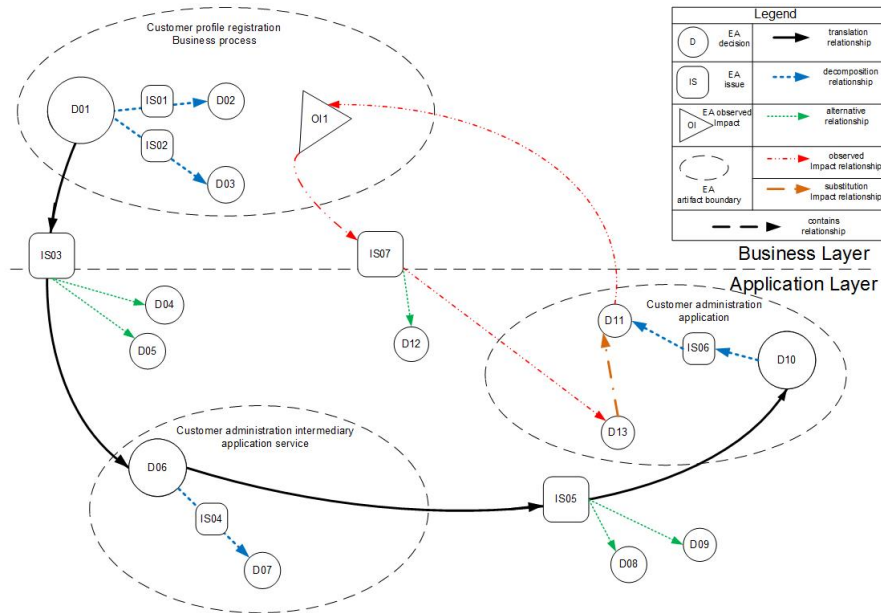 Customer profile registration
Business process
D01
IS01
D02
IS02
D03
OI1
IS03
IS07
Business Layer
Application Layer
D04
D05
D12
Customer administration
application
D11
IS06
D10
D13
Customer administration intermediary
application service
D06
IS04
D07
IS05
D08
D09
Legend
D
EA
decision
translation
relationship
IS
EA
issue
decomposition
relationship
OI
EA observed
Impact
alternative
relationship
EA
artifact boundary
observed
Impact relationship
substitution
Impact relationship
contains
relationship